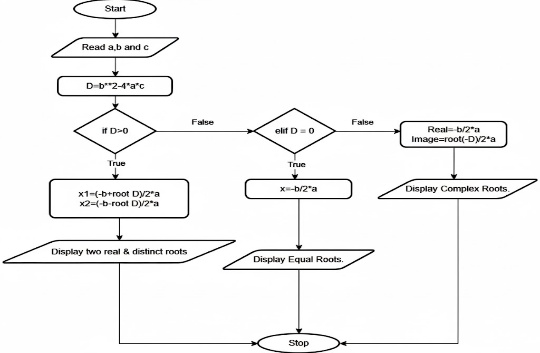 Start
Read a,b and c
D=b**2-4*a*c
if D>0
False
elif D = 0
False
Real=-b/2*a
Image=root(-D)/2*a
True
True
x1=(-b+root D)/2*a
x2=(-b-root D)/2*a
x=-b/2*a
Display Complex Roots.
Display two real & distinct roots
Display Equal Roots.
Stop